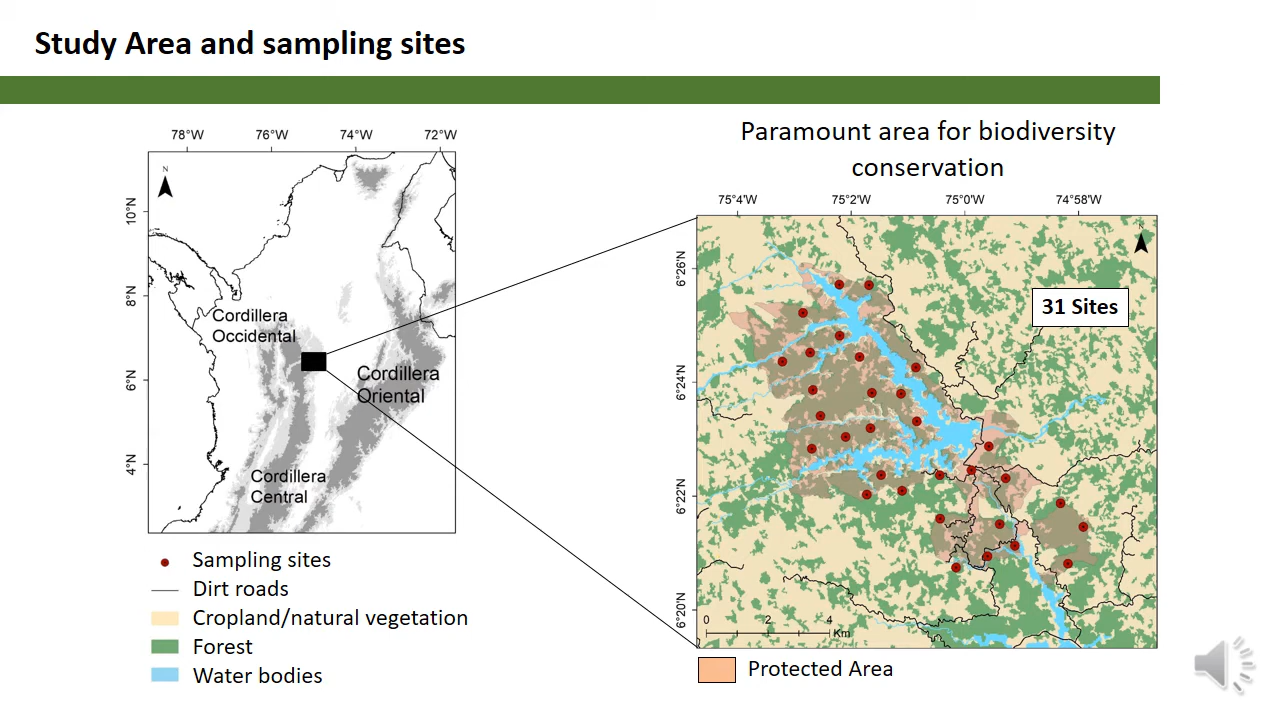 Study Area and sampling sites
Paramount area for biodiversity
conservation
78°W 76°W 74°W 72°W
N
10°N
8°N
6°N
4°N
Cordillera
Occidental
Cordillera
Oriental
Cordillera
Central
Sampling sites
Dirt roads
Cropland/natural vegetation
Forest
Water bodies
75°4'W 75°2'W 75°0'W 74°58'W
6°26'N
6°24'N
6°22'N
6°20'N
31 Sites
0 2 4
Km
Protected Area